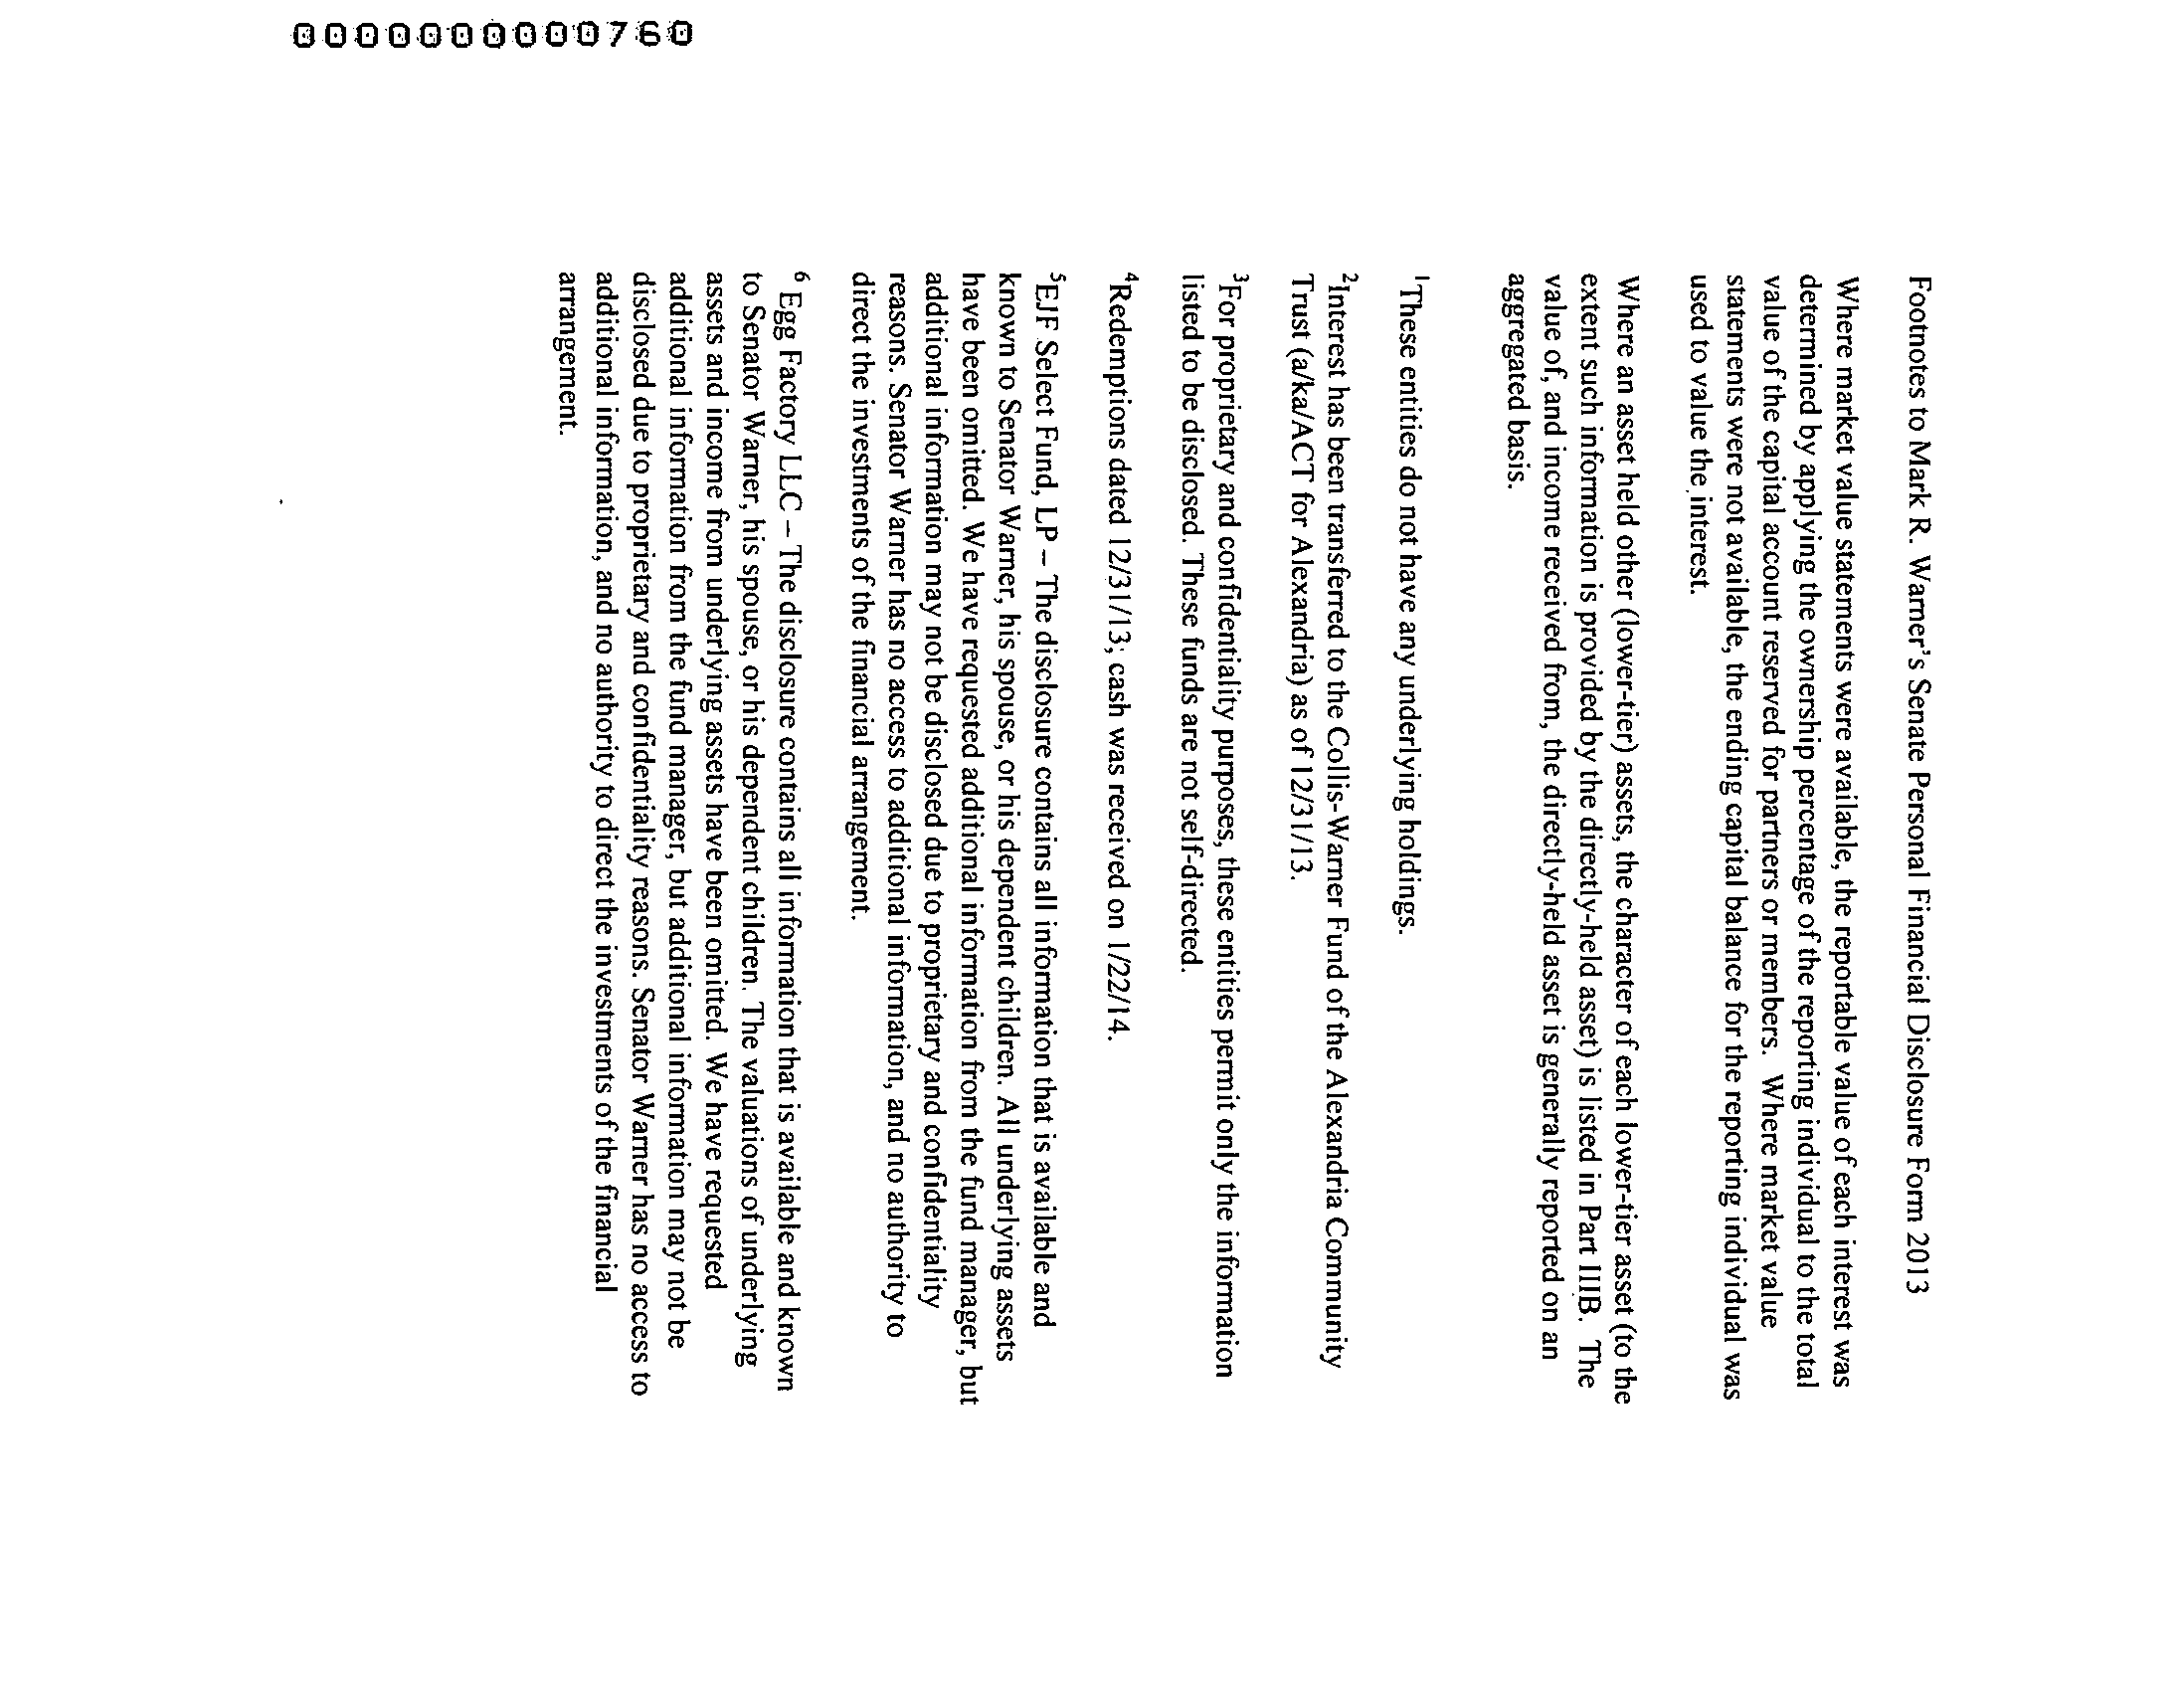 0000000000760
Footnotes to Mark R. Warner's Senate Personal Financial Disclosure Form 2013
Where market value statements were available, the reportable value of each interest was
determined by applying the ownership percentage of the reporting individual to the total
value of the capital account reserved for partners or members. Where market value
statements were not available, the ending capital balance for the reporting individual was
used to value the interest.
Where an asset held other (lower-tier) assets, the character of each lower-tier asset (to the
extent such information is provided by the directly-held asset) is listed in Part IIIB. The
value of, and income received from, the directly-held asset is generally reported on an
aggregated basis.
¹These entities do not have any underlying holdings.
²Interest has been transferred to the Collis-Warner Fund of the Alexandria Community
Trust (a/ka/ACT for Alexandria) as of 12/31/13.
³For proprietary and confidentiality purposes, these entities permit only the information
listed to be disclosed. These funds are not self-directed.
⁴Redemptions dated 12/31/13; cash was received on 1/22/14.
⁵EJF Select Fund, LP – The disclosure contains all information that is available and
known to Senator Warner, his spouse, or his dependent children. All underlying assets
have been omitted. We have requested additional information from the fund manager, but
additional information may not be disclosed due to proprietary and confidentiality
reasons. Senator Warner has no access to additional information, and no authority to
direct the investments of the financial arrangement.
⁶ Egg Factory LLC – The disclosure contains all information that is available and known
to Senator Warner, his spouse, or his dependent children. The valuations of underlying
assets and income from underlying assets have been omitted. We have requested
additional information from the fund manager, but additional information may not be
disclosed due to proprietary and confidentiality reasons. Senator Warner has no access to
additional information, and no authority to direct the investments of the financial
arrangement.